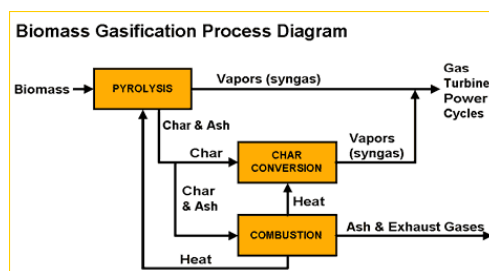 Biomass Gasification Process Diagram
Biomass
PYROLYSIS
Vapors (syngas)
Gas
Turbine
Power
Cycles
Char & Ash
Char
CHAR
CONVERSION
Vapors
(syngas)
Char
& Ash
Heat
COMBUSTION
Ash & Exhaust Gases
Heat